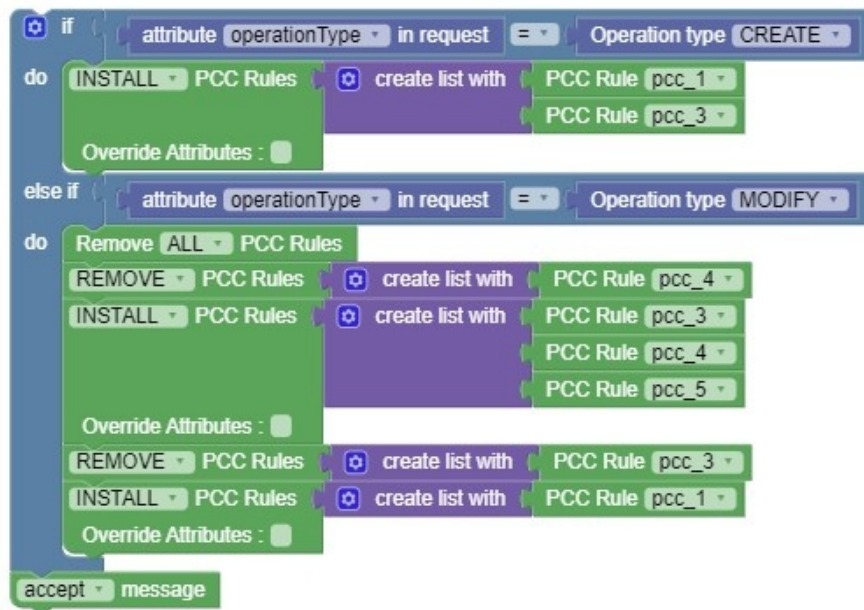 if attribute operationType in request = Operation type CREATE
do INSTALL PCC Rules create list with PCC Rule pcc_1
PCC Rule pcc_3
Override Attributes :
else if attribute operationType in request = Operation type MODIFY
do Remove ALL PCC Rules
REMOVE PCC Rules create list with PCC Rule pcc_4
INSTALL PCC Rules create list with PCC Rule pcc_3
PCC Rule pcc_4
PCC Rule pcc_5
Override Attributes :
REMOVE PCC Rules create list with PCC Rule pcc_3
INSTALL PCC Rules create list with PCC Rule pcc_1
Override Attributes :
accept message